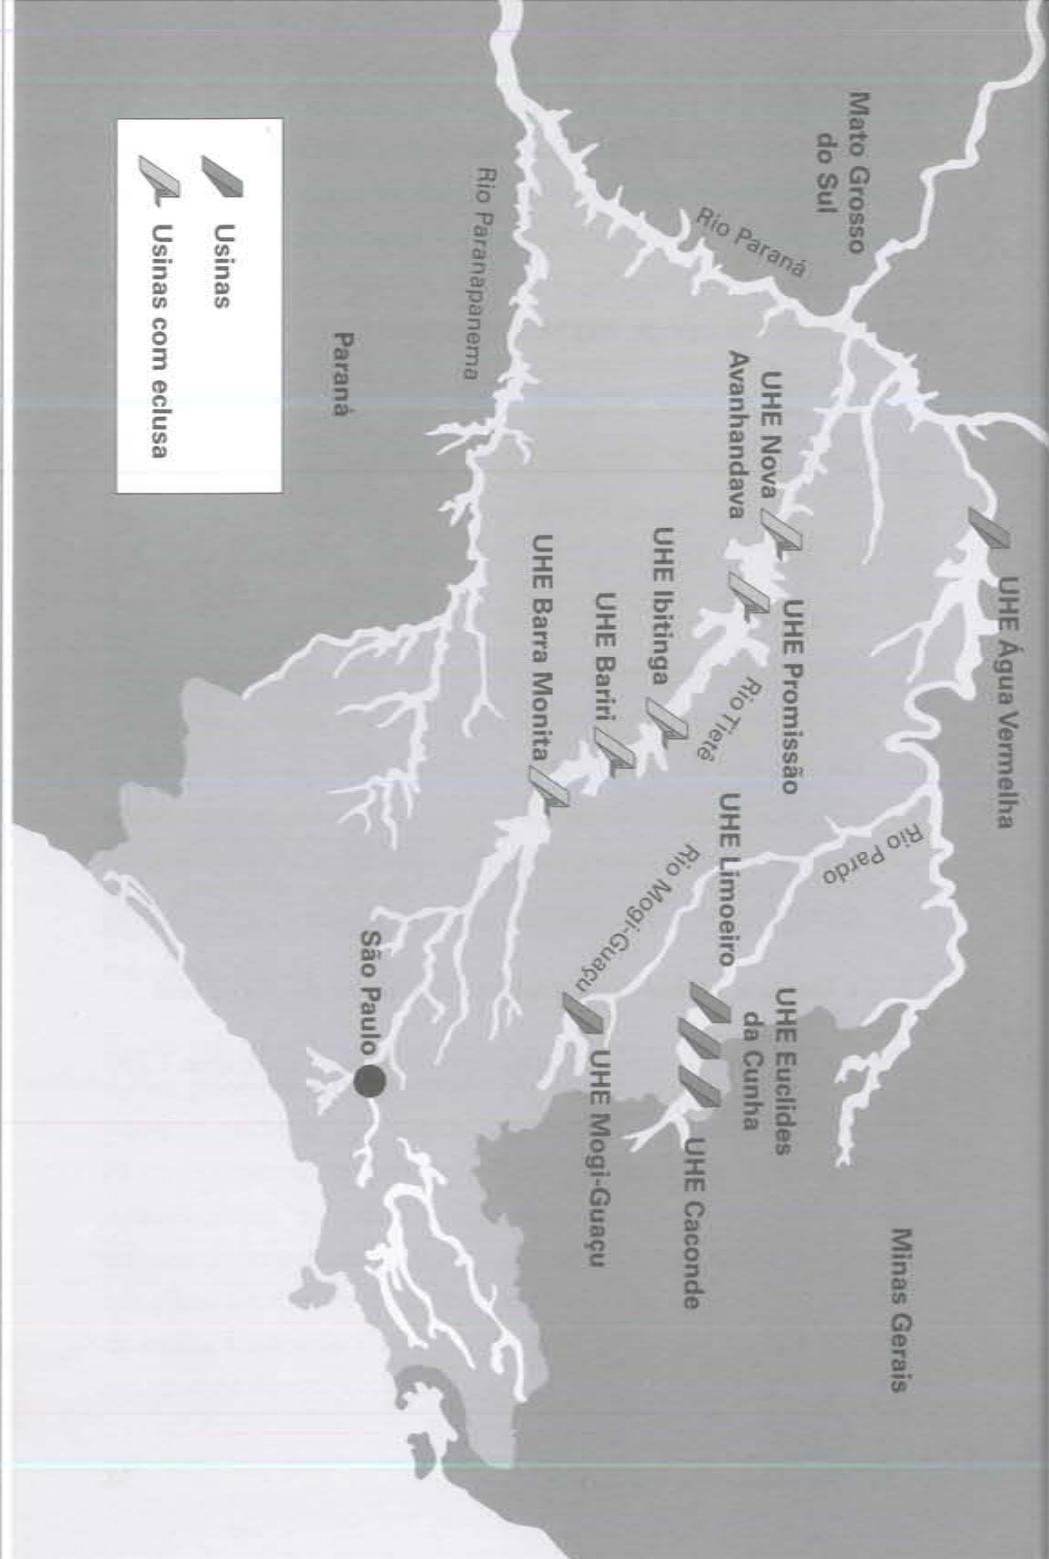 Mato Grosso
do Sul
Minas Gerais
UHE Água Vermelha
Rio Paraná
UHE Nova
Avanhandava
UHE Promissão
Rio Pardo
UHE Euclides
da Cunha
UHE Limoeiro
UHE Caconde
Rio Tietê
UHE Ibitinga
Rio Mogi-Guaçu
UHE Bariri
UHE Mogi-Guaçu
UHE Barra Monita
Rio Paranapanema
São Paulo
Paraná
Usinas
Usinas com eclusa